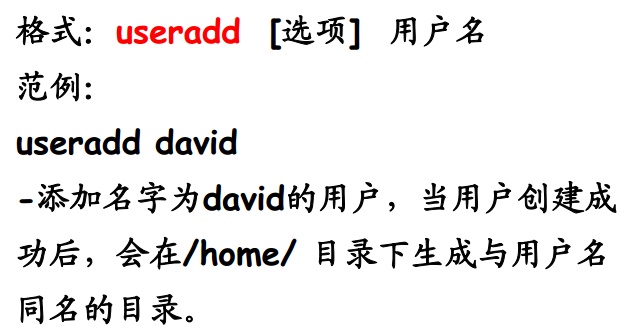 格式：useradd [选项] 用户名
范例：
useradd david
-添加名字为david的用户，当用户创建成
功后，会在/home/ 目录下生成与用户名
同名的目录。